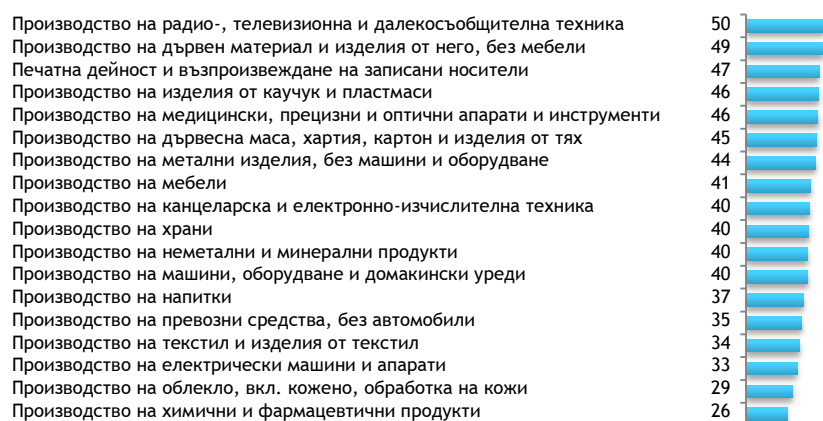 Производство на радио-, телевизионна и далекосъобщителна техника 50
Производство на дървен материал и изделия от него, без мебели 49
Печатна дейност и възпроизвеждане на записани носители 47
Производство на изделия от каучук и пластмаси 46
Производство на медицински, прецизни и оптични апарати и инструменти 46
Производство на дървесна маса, хартия, картон и изделия от тях 45
Производство на метални изделия, без машини и оборудване 44
Производство на мебели 41
Производство на канцеларска и електронно-изчислителна техника 40
Производство на храни 40
Производство на неметални и минерални продукти 40
Производство на машини, оборудване и домакински уреди 40
Производство на напитки 37
Производство на превозни средства, без автомобили 35
Производство на текстил и изделия от текстил 34
Производство на електрически машини и апарати 33
Производство на облекло, вкл. кожено, обработка на кожи 29
Производство на химични и фармацевтични продукти 26